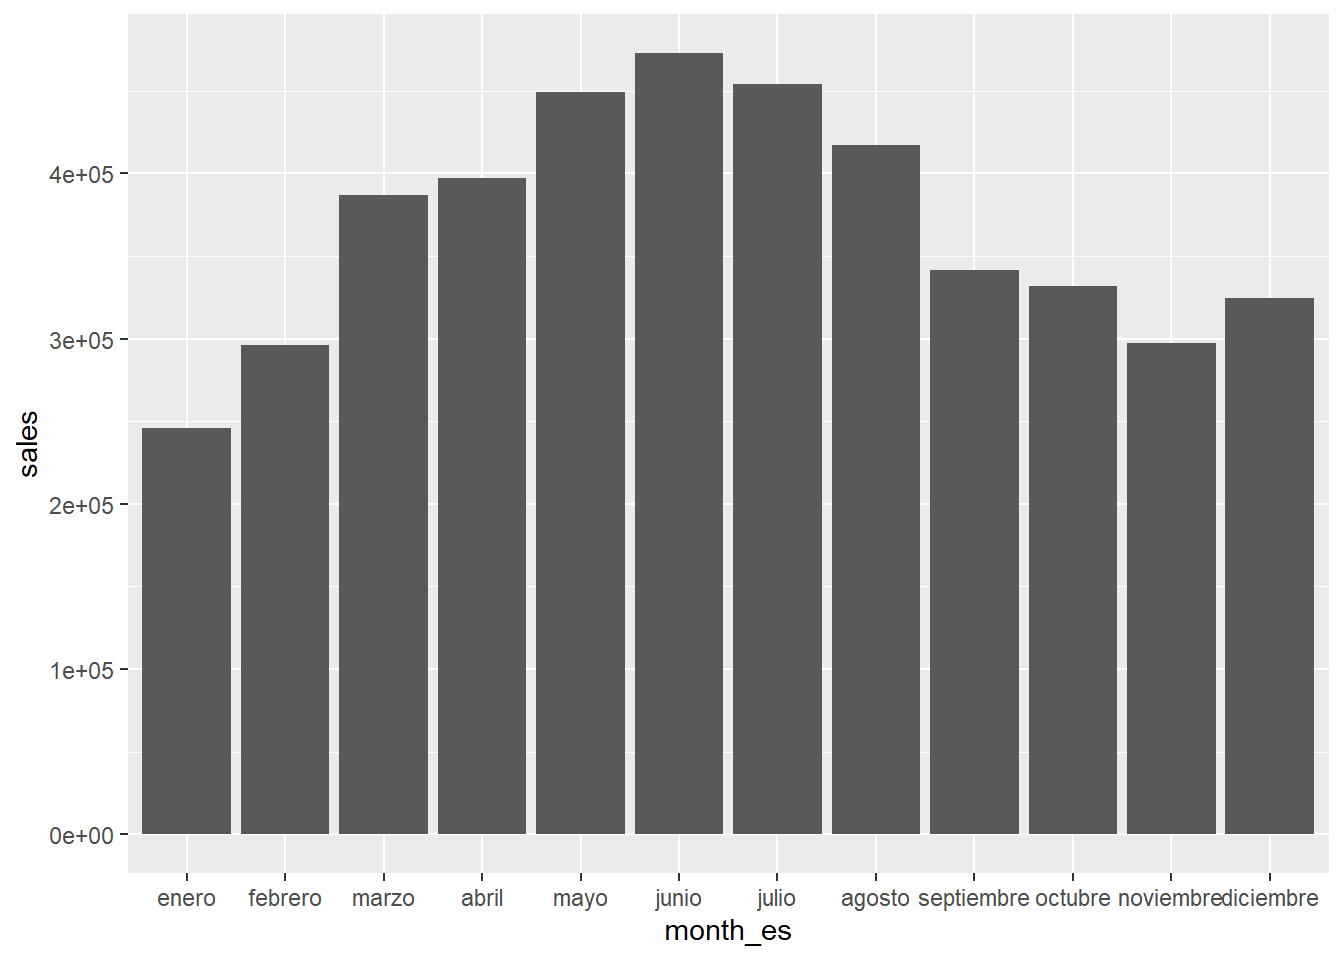 sales
4e+05
3e+05
2e+05
1e+05
0e+00
enero febrero marzo abril mayo junio julio agosto septiembre octubre noviembre diciembre
month_es